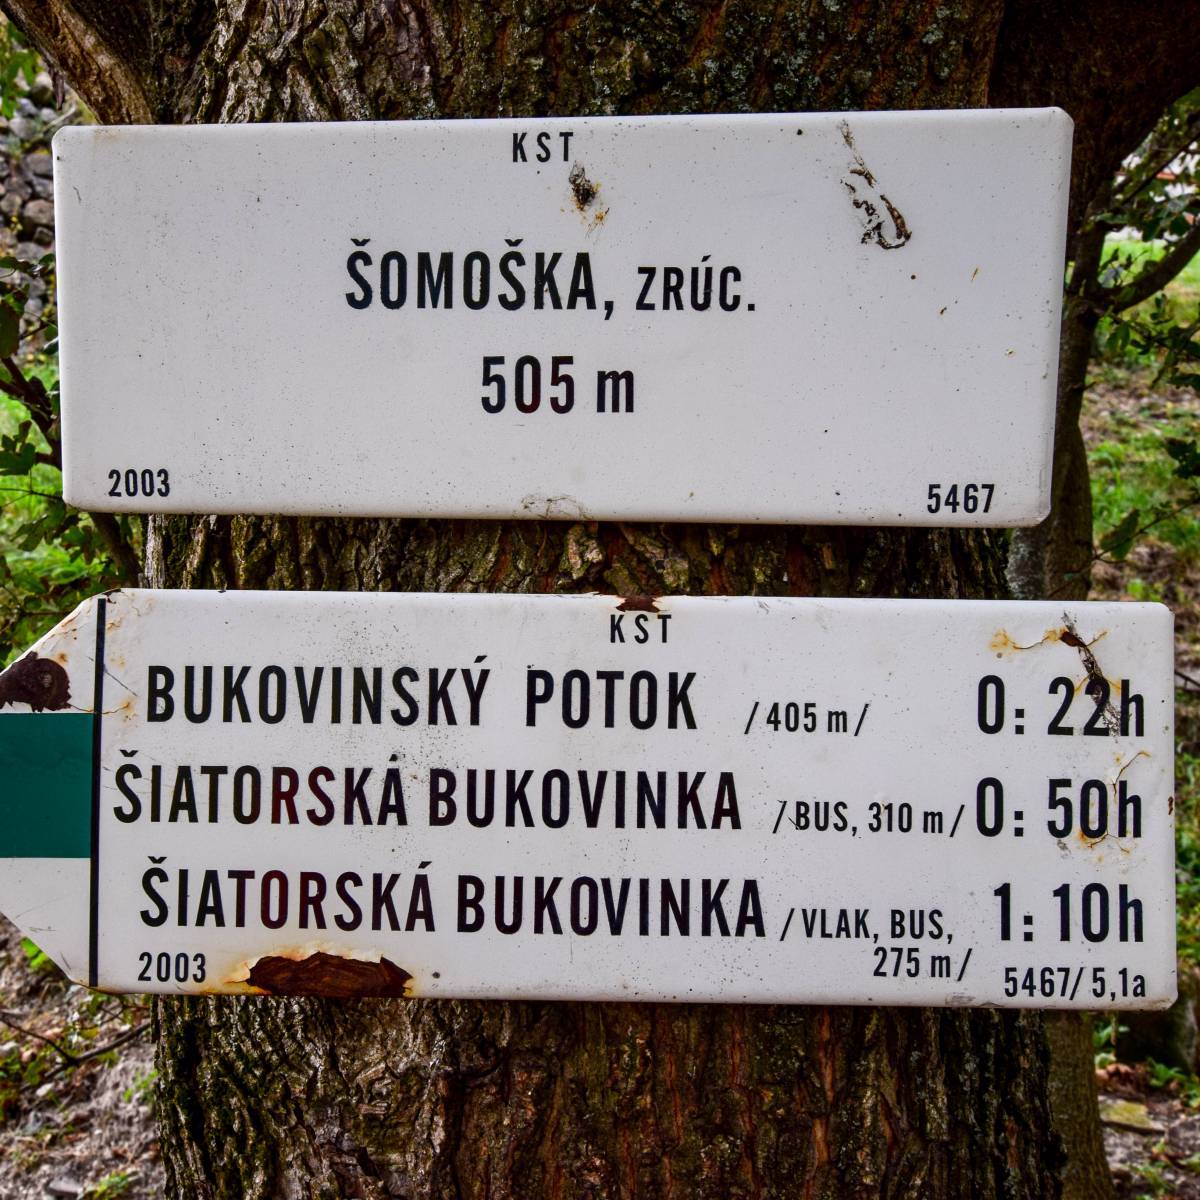 KST
ŠOMOŠKA, ZRÚC.
505 m
2003 5467
KST
BUKOVINSKÝ POTOK /405 m/ 0: 22h
ŠIATORSKÁ BUKOVINKA /BUS, 310 m/ 0: 50h
ŠIATORSKÁ BUKOVINKA /VLAK, BUS, 1: 10h
275 m/
2003 5467/ 5,1a